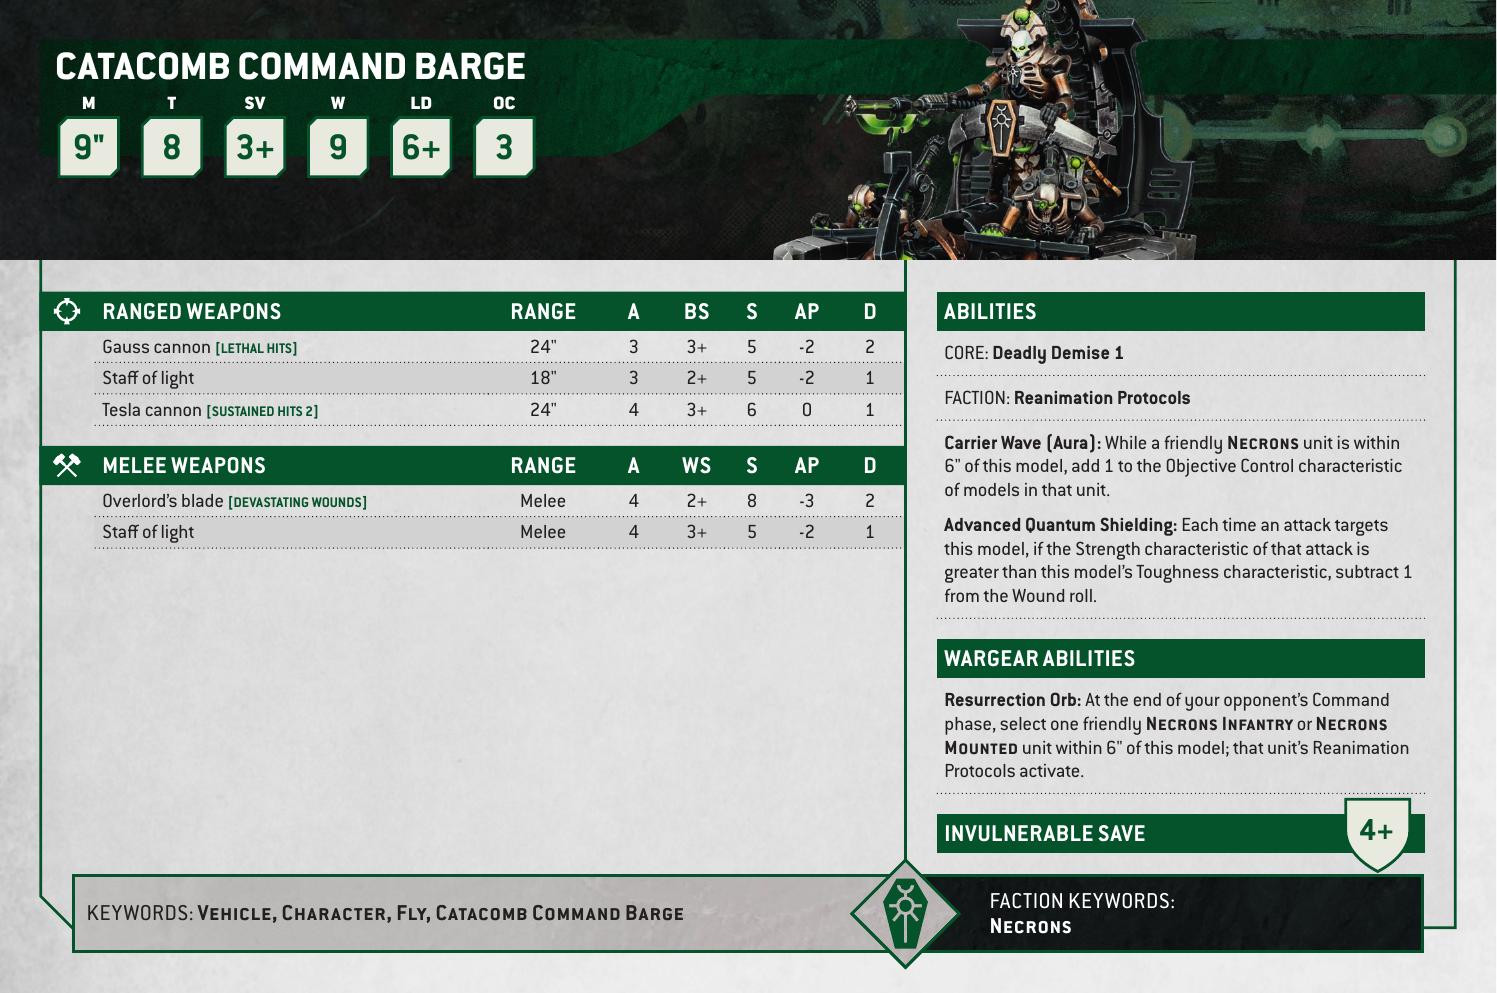 CATACOMB COMMAND BARGE
M T SV W LD OC
9" 8 3+ 9 6+ 3
RANGED WEAPONS RANGE A BS S AP D
Gauss cannon [LETHAL HITS] 24" 3 3+ 5 -2 2
Staff of light 18" 3 2+ 5 -2 1
Tesla cannon [SUSTAINED HITS 2] 24" 4 3+ 6 0 1
MELEE WEAPONS RANGE A WS S AP D
Overlord's blade [DEVASTATING WOUNDS] Melee 4 2+ 8 -3 2
Staff of light Melee 4 3+ 5 -2 1
ABILITIES
CORE: Deadly Demise 1
FACTION: Reanimation Protocols
Carrier Wave (Aura): While a friendly NECRONS unit is within
6" of this model, add 1 to the Objective Control characteristic
of models in that unit.
Advanced Quantum Shielding: Each time an attack targets
this model, if the Strength characteristic of that attack is
greater than this model's Toughness characteristic, subtract 1
from the Wound roll.
WARGEAR ABILITIES
Resurrection Orb: At the end of your opponent's Command
phase, select one friendly NECRONS INFANTRY or NECRONS
MOUNTED unit within 6" of this model; that unit's Reanimation
Protocols activate.
INVULNERABLE SAVE 4+
KEYWORDS: VEHICLE, CHARACTER, FLY, CATACOMB COMMAND BARGE
FACTION KEYWORDS:
NECRONS